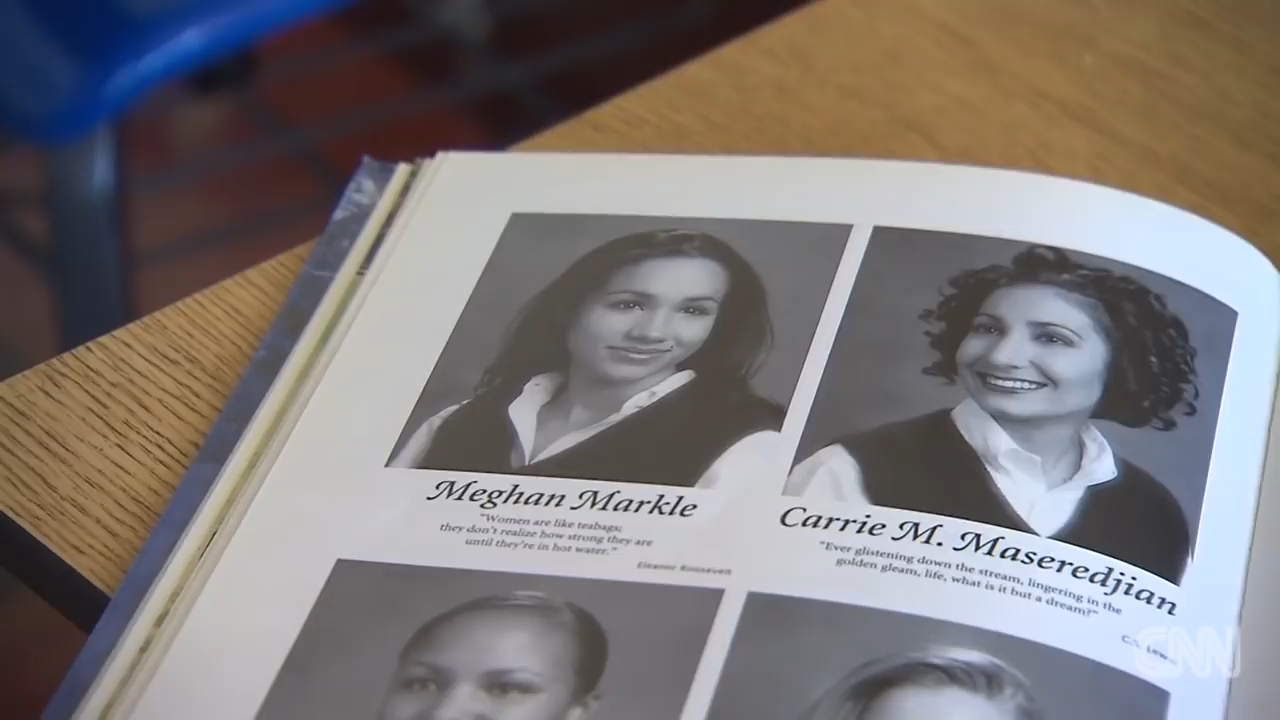 Meghan Markle
"Women are like teabags;
they don't realize how strong they are
until they're in hot water."
Eleanor Roosevelt
Carrie M. Maseredjian
"Ever glistening down the stream, lingering in the
golden gleam, life, what is it but a dream?"
CNN